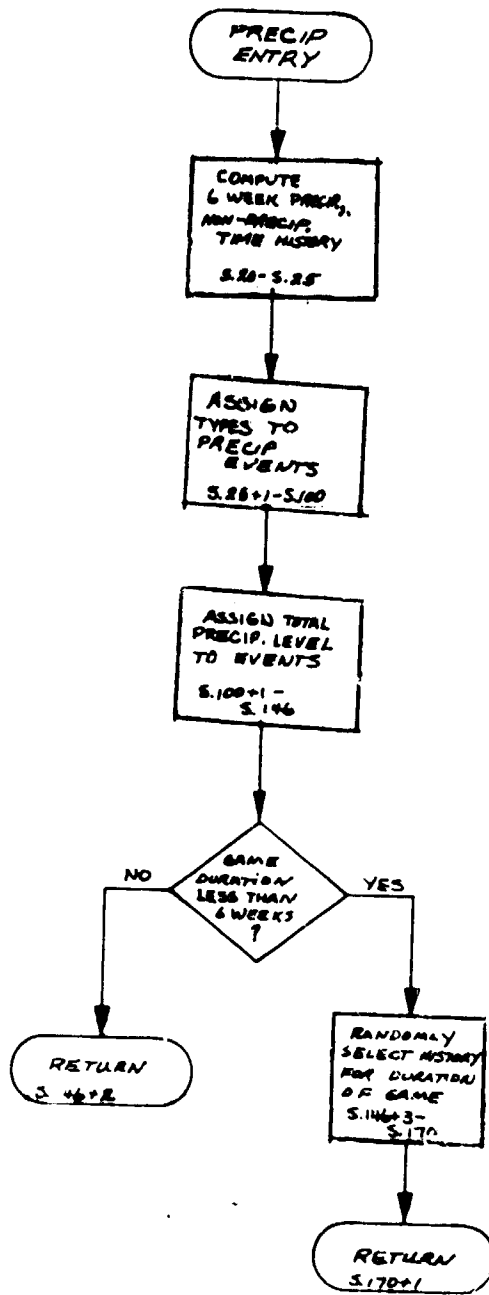 PRECIP
ENTRY
COMPUTE
6 WEEK PRECIP,
NON-PRECIP,
TIME HISTORY
S.20-S.25
ASSIGN
TYPES TO
PRECIP
EVENTS
S.25+1-S.100
ASSIGN TOTAL
PRECIP. LEVEL
TO EVENTS
S.100+1-
S.146
GAME
DURATION
LESS THAN
6 WEEKS
?
NO
YES
RETURN
S. 46+2
RANDOMLY
SELECT HISTORY
FOR DURATION
OF GAME
S.146+3-
S.170
RETURN
S.170+1